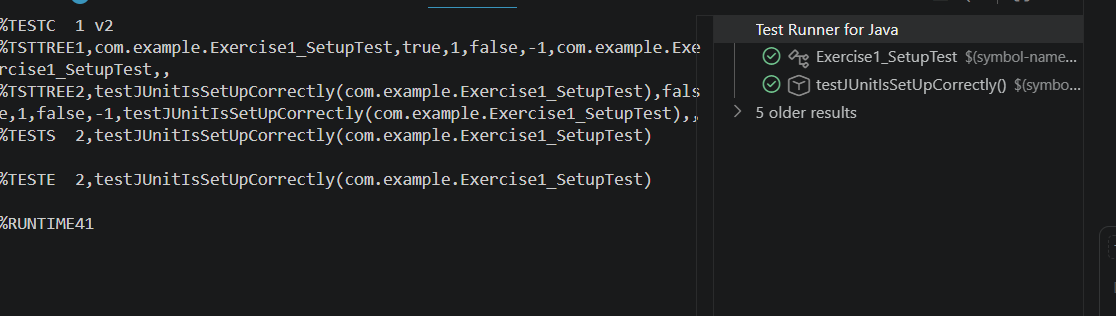 %TESTC  1 v2
%TSTTREE1,com.example.Exercise1_SetupTest,true,1,false,-1,com.example.Exe
rcise1_SetupTest,,
%TSTTREE2,testJUnitIsSetUpCorrectly(com.example.Exercise1_SetupTest),fals
e,1,false,-1,testJUnitIsSetUpCorrectly(com.example.Exercise1_SetupTest),,
%TESTS  2,testJUnitIsSetUpCorrectly(com.example.Exercise1_SetupTest)
%TESTE  2,testJUnitIsSetUpCorrectly(com.example.Exercise1_SetupTest)
%RUNTIME41
Test Runner for Java
Exercise1_SetupTest $(symbol-name...
testJUnitIsSetUpCorrectly() $(symbo...
5 older results